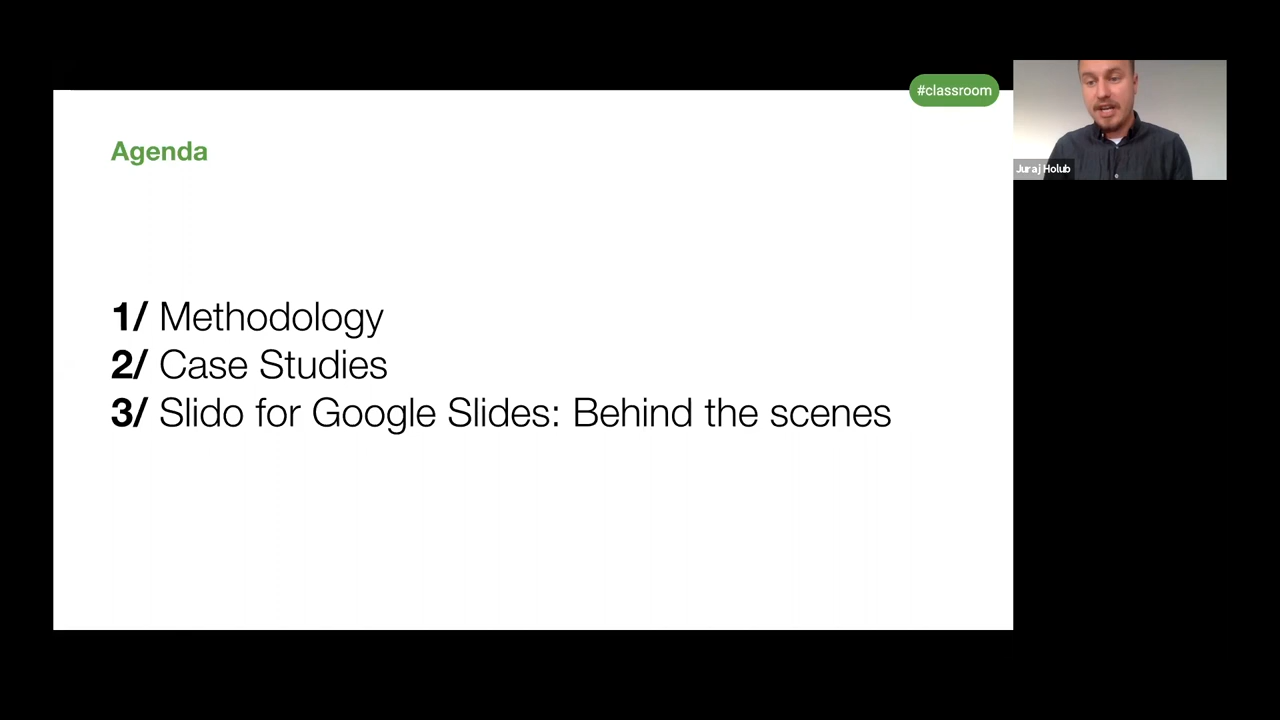 #classroom
Agenda
Juraj Holub
1/ Methodology
2/ Case Studies
3/ Slido for Google Slides: Behind the scenes